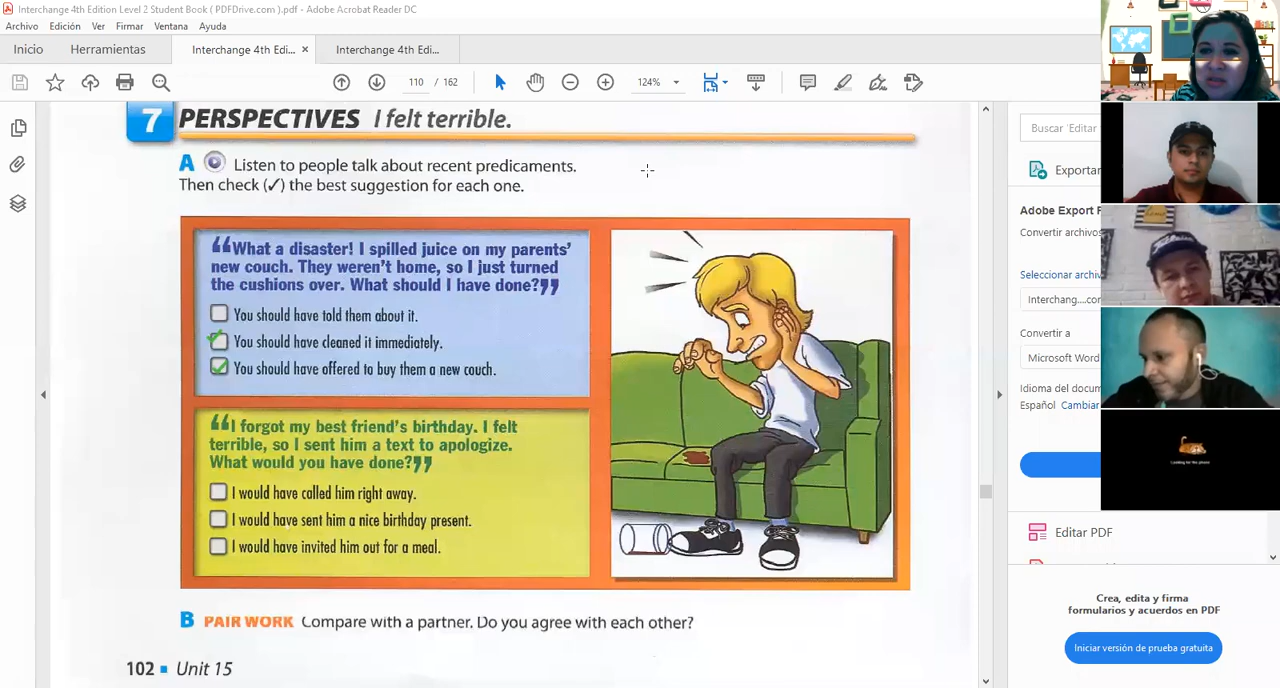 Interchange 4th Edition Level 2 Student Book ( PDFDrive.com ).pdf - Adobe Acrobat Reader DC
Archivo Edición Ver Firmar Ventana Ayuda
Inicio Herramientas Interchange 4th Edi... × Interchange 4th Edi...
110 / 162 124%
7 PERSPECTIVES I felt terrible.
A Listen to people talk about recent predicaments.
Then check (✓) the best suggestion for each one.
“What a disaster! I spilled juice on my parents’
new couch. They weren’t home, so I just turned
the cushions over. What should I have done?”
You should have told them about it.
You should have cleaned it immediately.
You should have offered to buy them a new couch.
“I forgot my best friend’s birthday. I felt
terrible, so I sent him a text to apologize.
What would you have done?”
I would have called him right away.
I would have sent him a nice birthday present.
I would have invited him out for a meal.
B PAIR WORK Compare with a partner. Do you agree with each other?
102 ▪ Unit 15
Buscar 'Editar
Exportar
Adobe Export
Convertir archivos
Seleccionar archiv
Interchang....com
Convertir a
Microsoft Word
Idioma del docum
Español Cambiar
Editar PDF
Crea, edita y firma
formularios y acuerdos en PDF
Iniciar versión de prueba gratuita